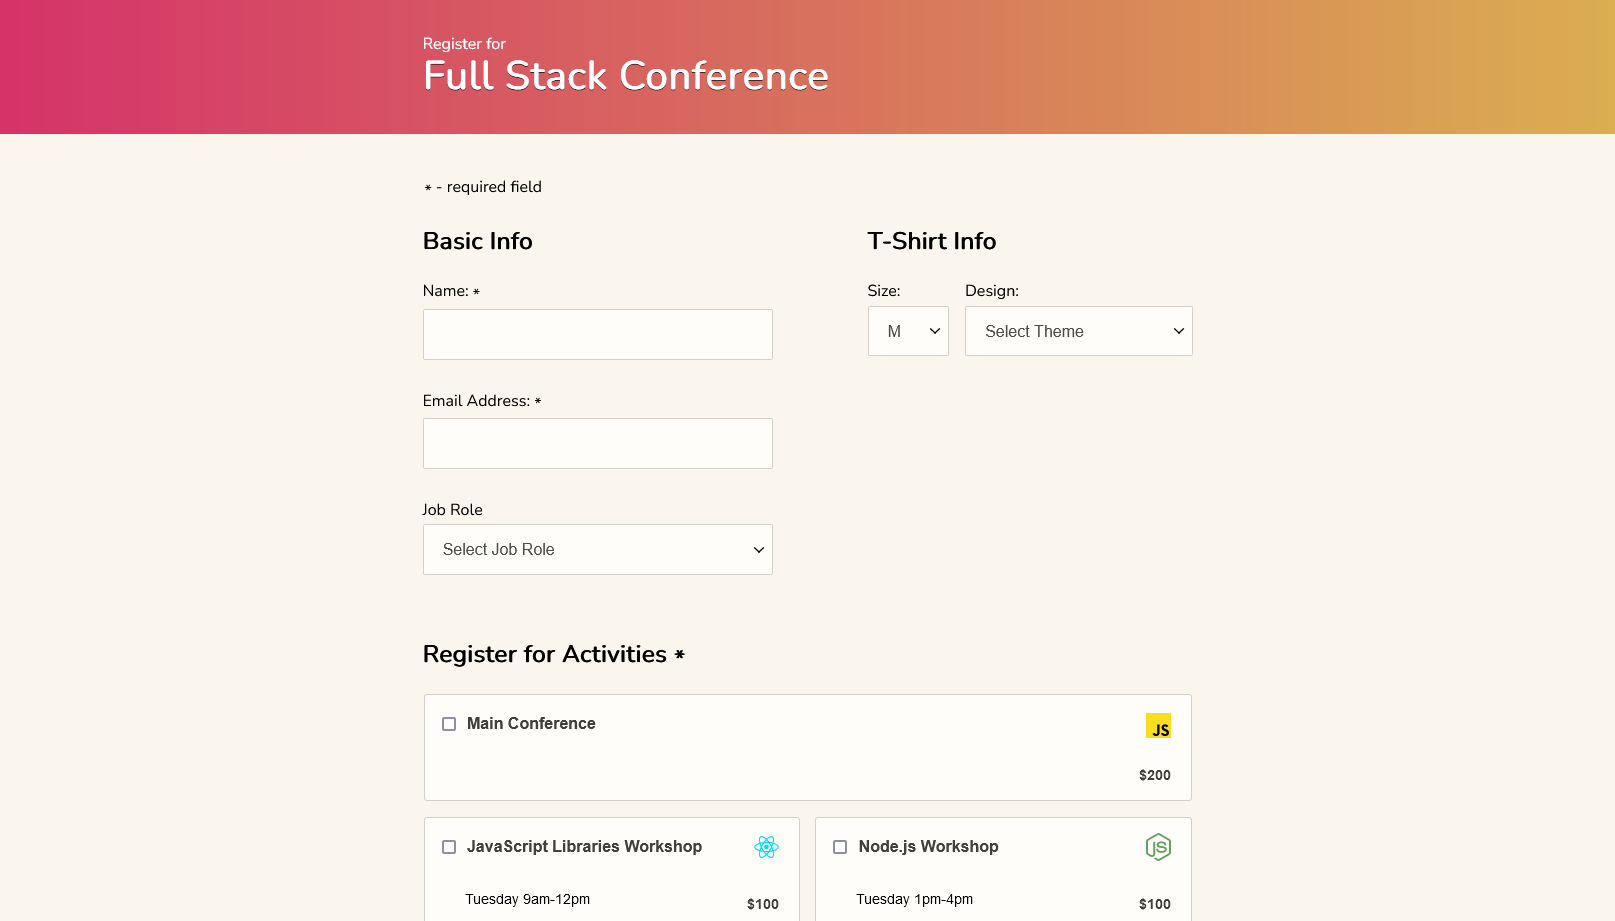 Register for
Full Stack Conference
* - required field
Basic Info
Name: *
Email Address: *
Job Role
Select Job Role
T-Shirt Info
Size:
Design:
M
Select Theme
Register for Activities *
Main Conference
JS
$200
JavaScript Libraries Workshop
Tuesday 9am-12pm
$100
Node.js Workshop
JS
Tuesday 1pm-4pm
$100